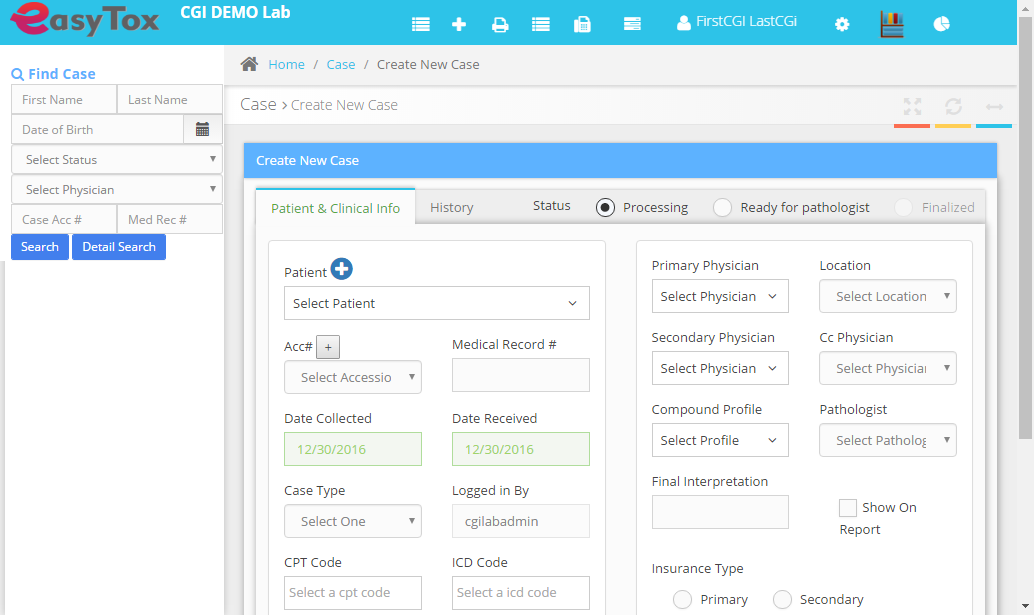 easyTox
CGI DEMO Lab
FirstCGI LastCGi
Find Case
First Name
Last Name
Date of Birth
Select Status
Select Physician
Case Acc #
Med Rec #
Search
Detail Search
Home / Case / Create New Case
Case > Create New Case
Create New Case
Patient & Clinical Info
History
Status
Processing
Ready for pathologist
Finalized
Patient
Select Patient
Acc#
+
Medical Record #
Select Accessio
Date Collected
Date Received
12/30/2016
12/30/2016
Case Type
Logged in By
Select One
cgilabadmin
CPT Code
ICD Code
Select a cpt code
Select a icd code
Primary Physician
Location
Select Physician
Select Location
Secondary Physician
Cc Physician
Select Physician
Select Physician
Compound Profile
Pathologist
Select Profile
Select Patholog
Final Interpretation
Show On
Report
Insurance Type
Primary
Secondary